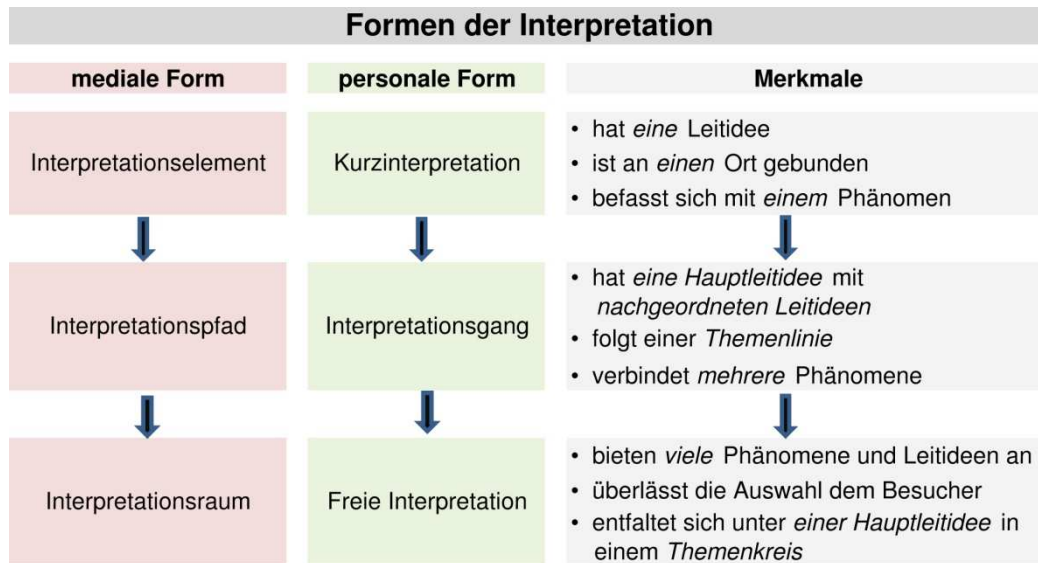 Formen der Interpretation
mediale Form
personale Form
Merkmale
Interpretationselement
Kurzinterpretation
• hat eine Leitidee
• ist an einen Ort gebunden
• befasst sich mit einem Phänomen
Interpretationspfad
Interpretationsgang
• hat eine Hauptleitidee mit
nachgeordneten Leitideen
• folgt einer Themenlinie
• verbindet mehrere Phänomene
Interpretationsraum
Freie Interpretation
• bieten viele Phänomene und Leitideen an
• überlässt die Auswahl dem Besucher
• entfaltet sich unter einer Hauptleitidee in
einem Themenkreis